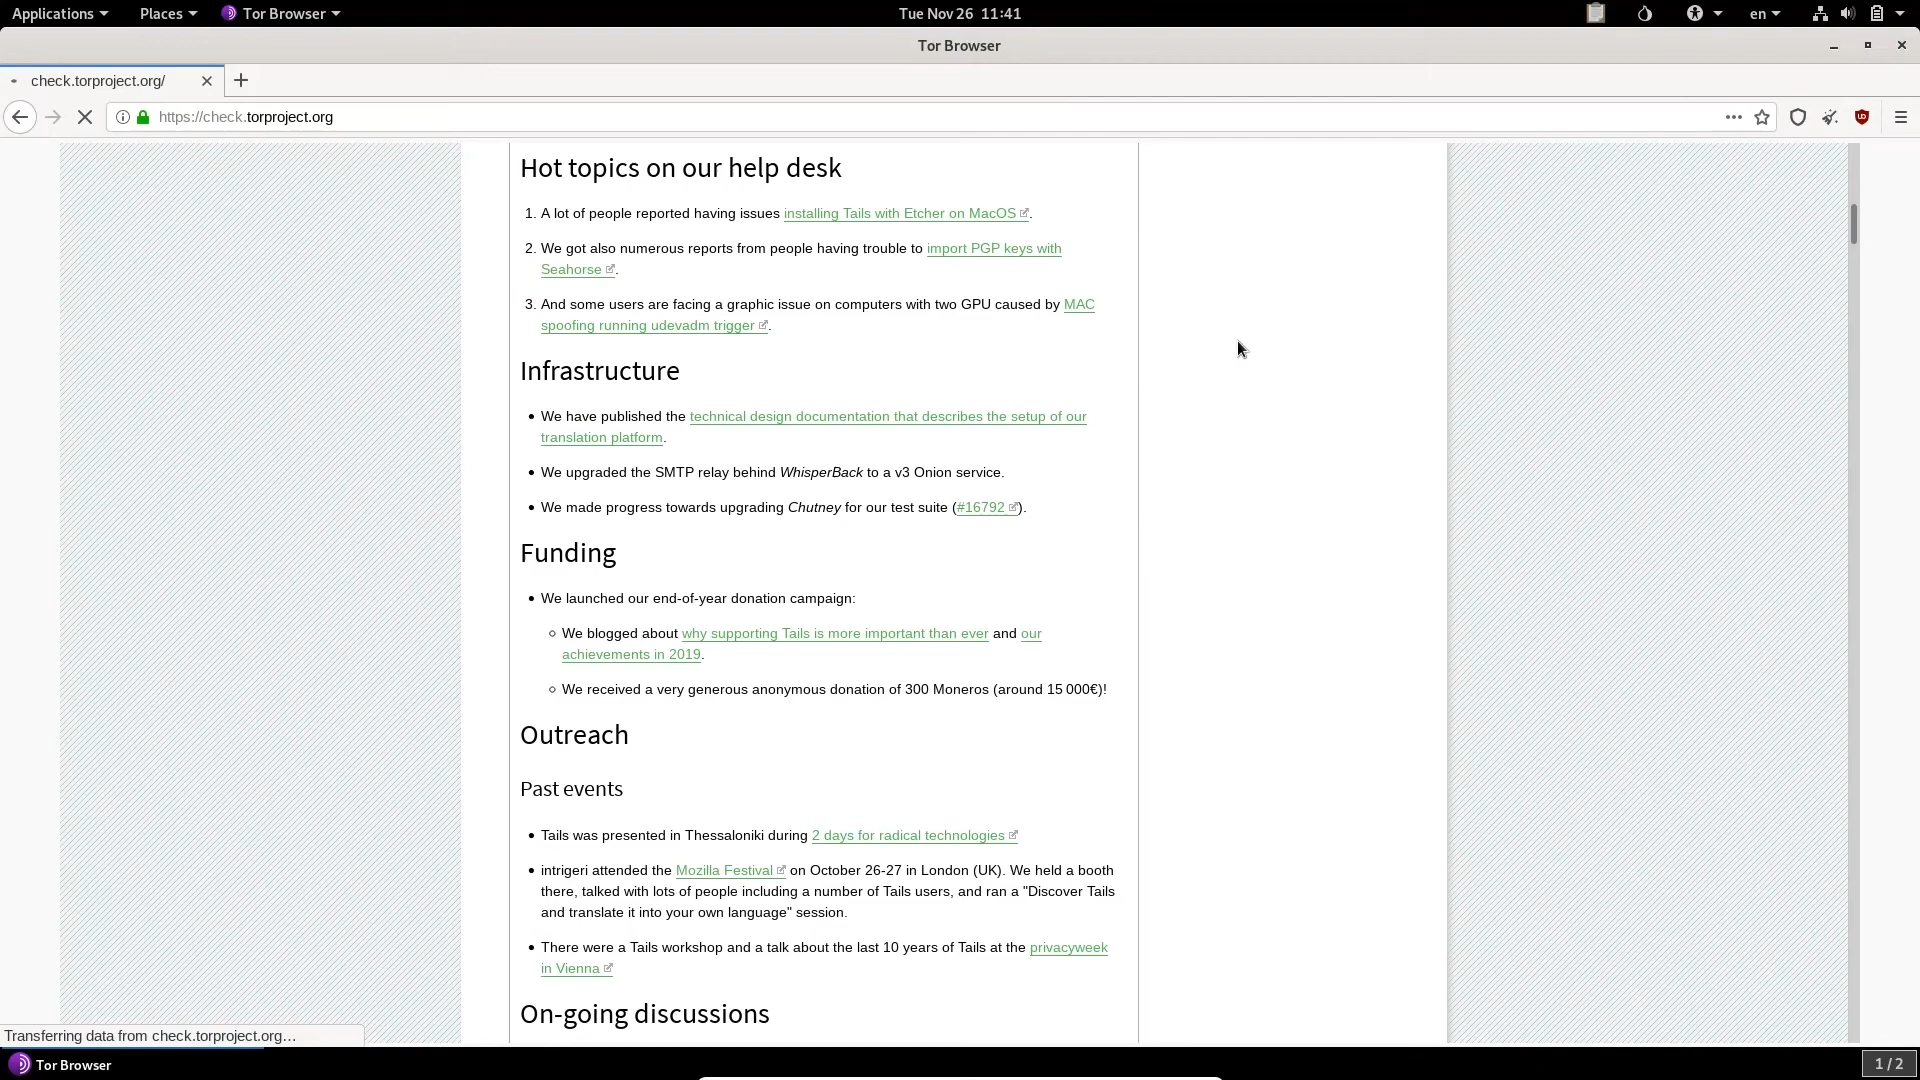 Applications Places Tor Browser Tue Nov 26 11:41 en
Tor Browser
check.torproject.org/
https://check.torproject.org
Hot topics on our help desk
1. A lot of people reported having issues installing Tails with Etcher on MacOS.
2. We got also numerous reports from people having trouble to import PGP keys with
Seahorse.
3. And some users are facing a graphic issue on computers with two GPU caused by MAC
spoofing running udevadm trigger.
Infrastructure
• We have published the technical design documentation that describes the setup of our
translation platform.
• We upgraded the SMTP relay behind WhisperBack to a v3 Onion service.
• We made progress towards upgrading Chutney for our test suite (#16792).
Funding
• We launched our end-of-year donation campaign:
◦ We blogged about why supporting Tails is more important than ever and our
achievements in 2019.
◦ We received a very generous anonymous donation of 300 Moneros (around 15 000€)!
Outreach
Past events
• Tails was presented in Thessaloniki during 2 days for radical technologies
• intrigeri attended the Mozilla Festival on October 26-27 in London (UK). We held a booth
there, talked with lots of people including a number of Tails users, and ran a "Discover Tails
and translate it into your own language" session.
• There were a Tails workshop and a talk about the last 10 years of Tails at the privacyweek
in Vienna
On-going discussions
Transferring data from check.torproject.org…
Tor Browser 1 / 2